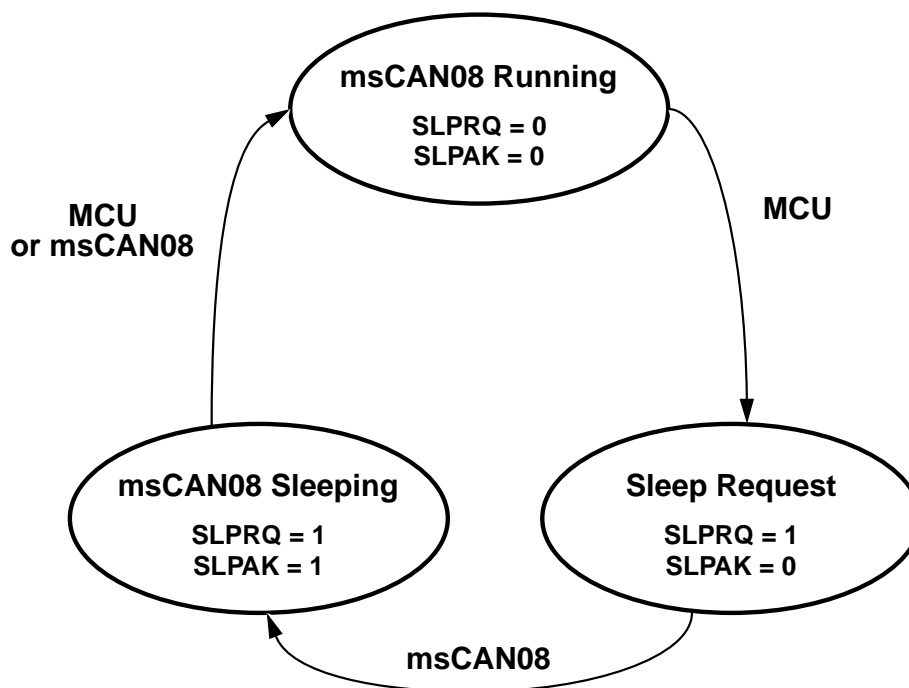 msCAN08 Running
SLPRQ = 0
SLPAK = 0
MCU
or msCAN08
MCU
msCAN08 Sleeping
SLPRQ = 1
SLPAK = 1
Sleep Request
SLPRQ = 1
SLPAK = 0
msCAN08